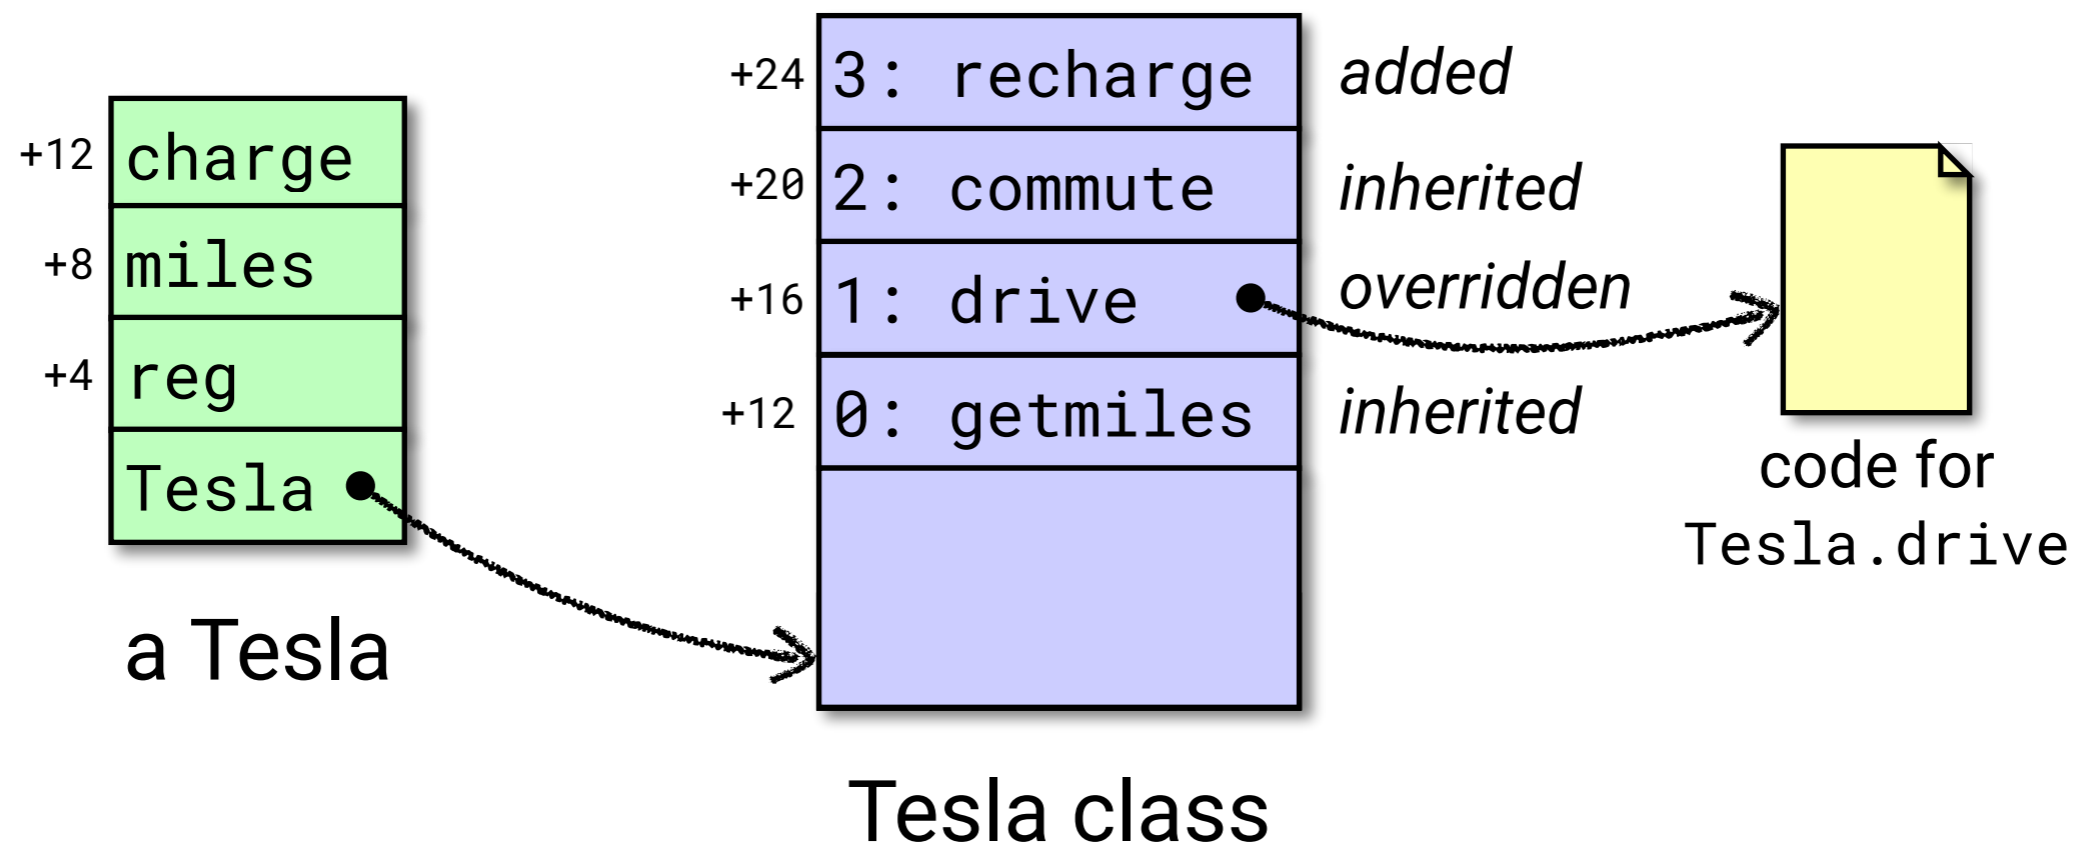 +12 charge
+8 miles
+4 reg
Tesla
a Tesla
+24 3: recharge added
+20 2: commute inherited
+16 1: drive overridden
+12 0: getmiles inherited
Tesla class
code for
Tesla.drive